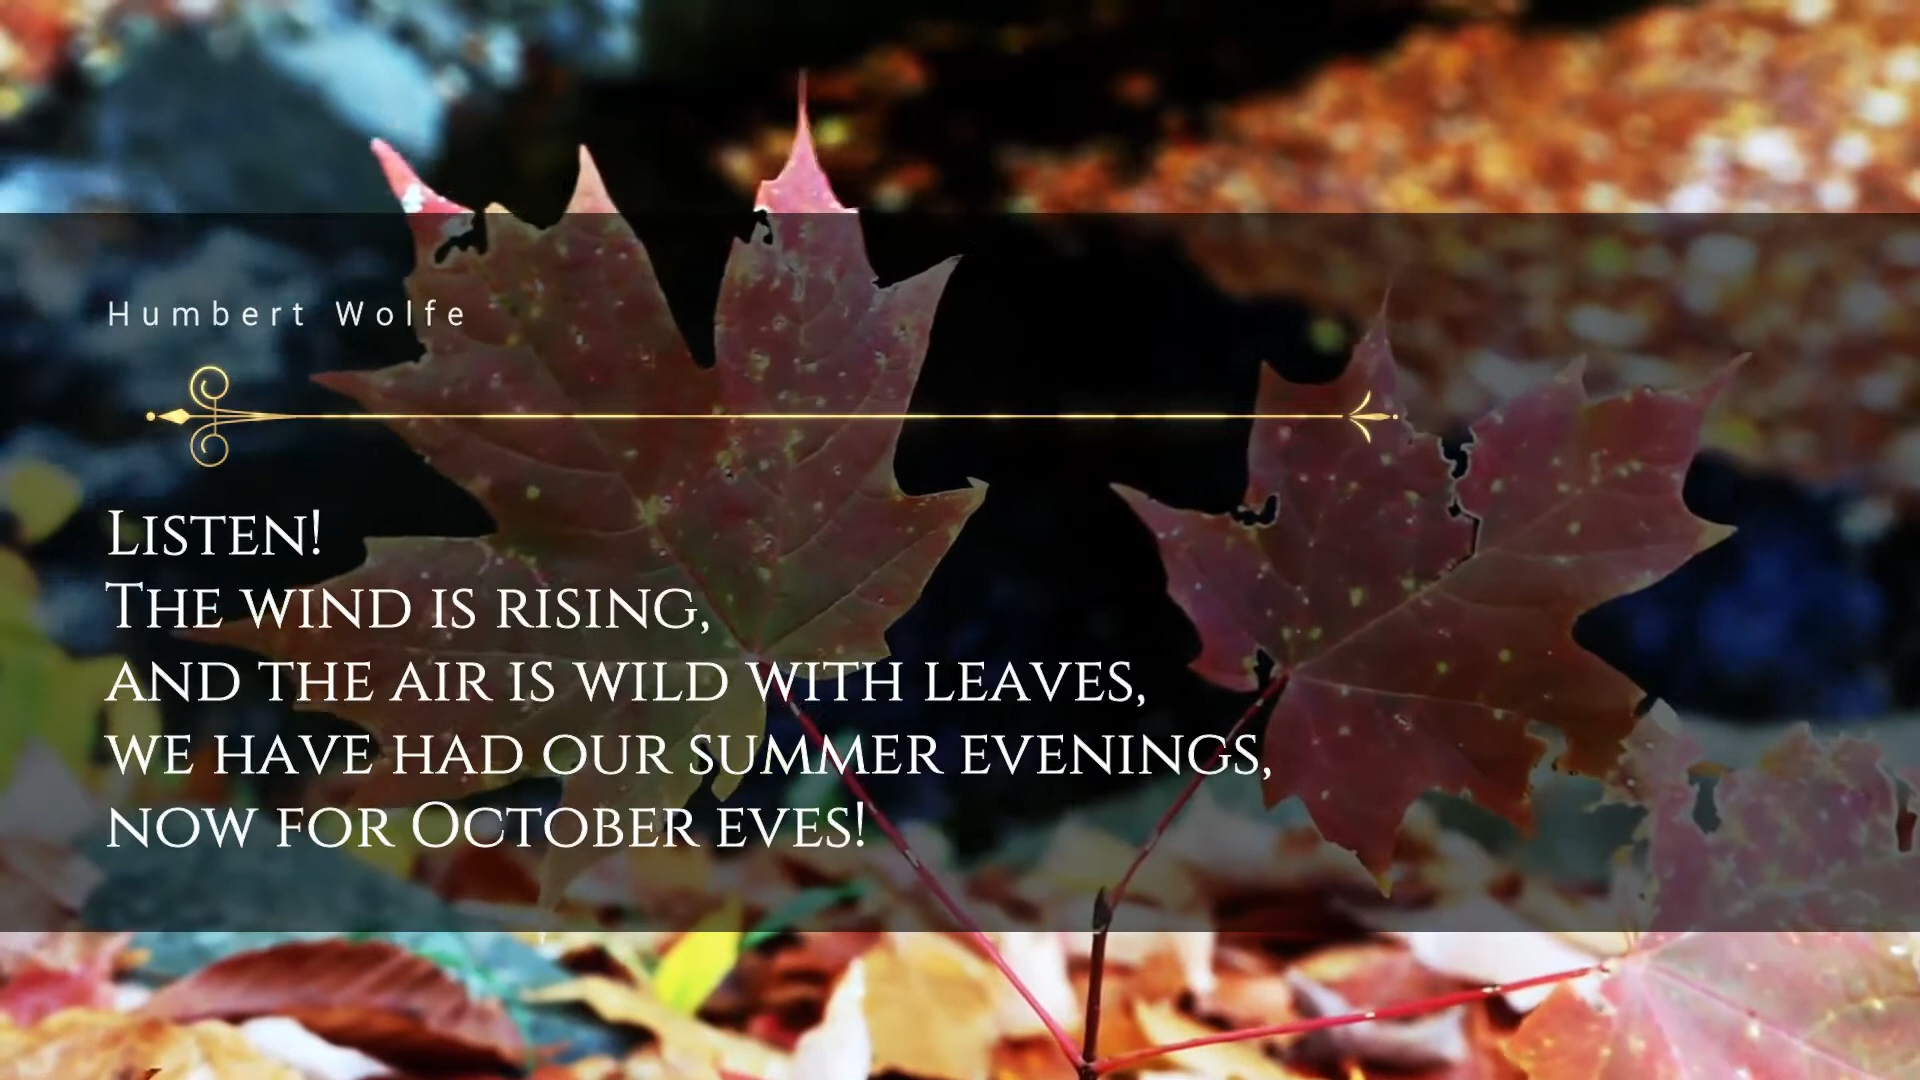 Humbert Wolfe
Listen!
The wind is rising,
and the air is wild with leaves,
we have had our summer evenings,
now for October eves!